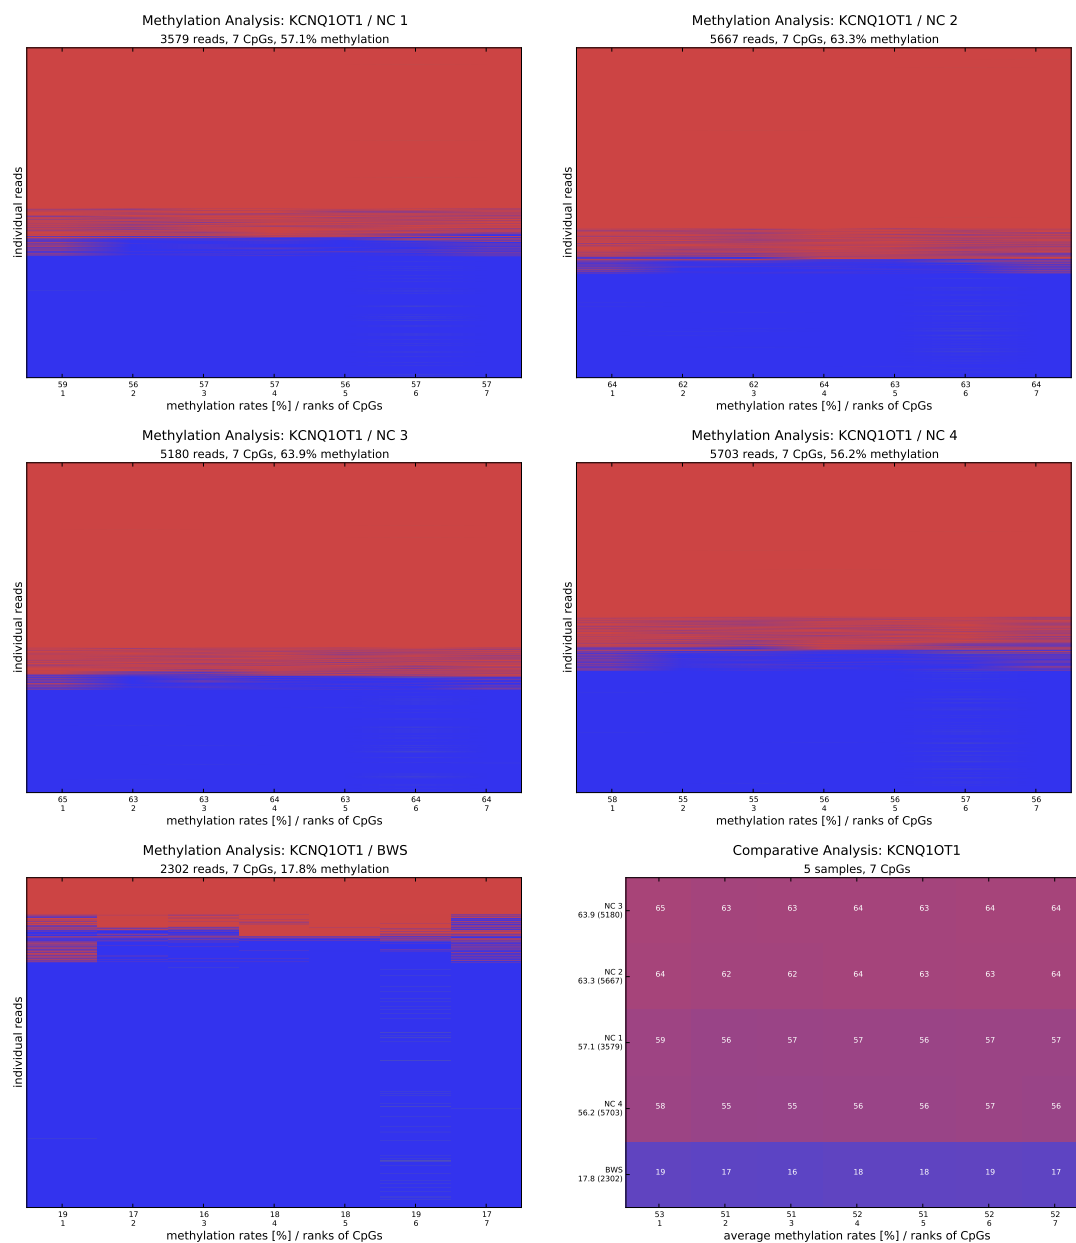 Methylation Analysis: KCNQ1OT1 / NC 1
3579 reads, 7 CpGs, 57.1% methylation
individual reads
59 56 57 57 56 57 57
1 2 3 4 5 6 7
methylation rates [%] / ranks of CpGs
Methylation Analysis: KCNQ1OT1 / NC 2
5667 reads, 7 CpGs, 63.3% methylation
individual reads
64 62 62 64 63 63 64
1 2 3 4 5 6 7
methylation rates [%] / ranks of CpGs
Methylation Analysis: KCNQ1OT1 / NC 3
5180 reads, 7 CpGs, 63.9% methylation
individual reads
65 63 63 64 63 64 64
1 2 3 4 5 6 7
methylation rates [%] / ranks of CpGs
Methylation Analysis: KCNQ1OT1 / NC 4
5703 reads, 7 CpGs, 56.2% methylation
individual reads
58 55 55 56 56 57 56
1 2 3 4 5 6 7
methylation rates [%] / ranks of CpGs
Methylation Analysis: KCNQ1OT1 / BWS
2302 reads, 7 CpGs, 17.8% methylation
individual reads
19 17 16 18 18 19 17
1 2 3 4 5 6 7
methylation rates [%] / ranks of CpGs
Comparative Analysis: KCNQ1OT1
5 samples, 7 CpGs
NC 3
63.9 (5180)
65 63 63 64 63 64 64
NC 2
63.3 (5667)
64 62 62 64 63 63 64
NC 1
57.1 (3579)
59 56 57 57 56 57 57
NC 4
56.2 (5703)
58 55 55 56 56 57 56
BWS
17.8 (2302)
19 17 16 18 18 19 17
53 51 51 52 51 52 52
1 2 3 4 5 6 7
average methylation rates [%] / ranks of CpGs